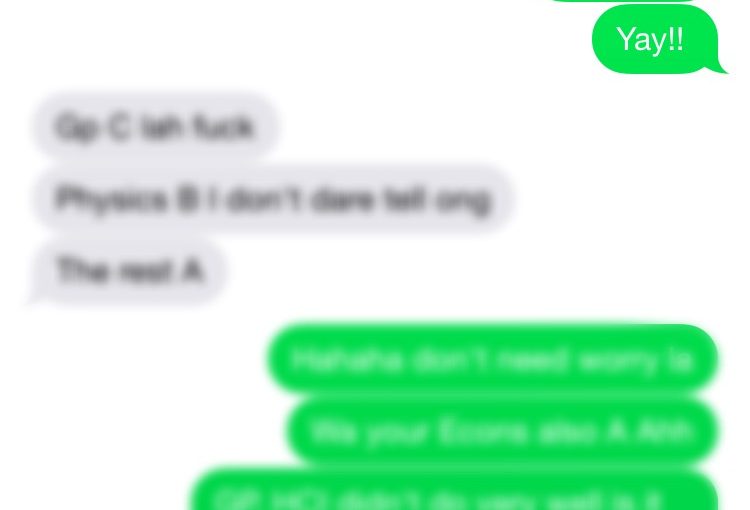 Yay!!
Gp C lah fuck
Physics B I don't dare tell ong
The rest A
Hahaha don't need worry la
Wa your Econs also A Ahh
GP HCI didn't do very well is it